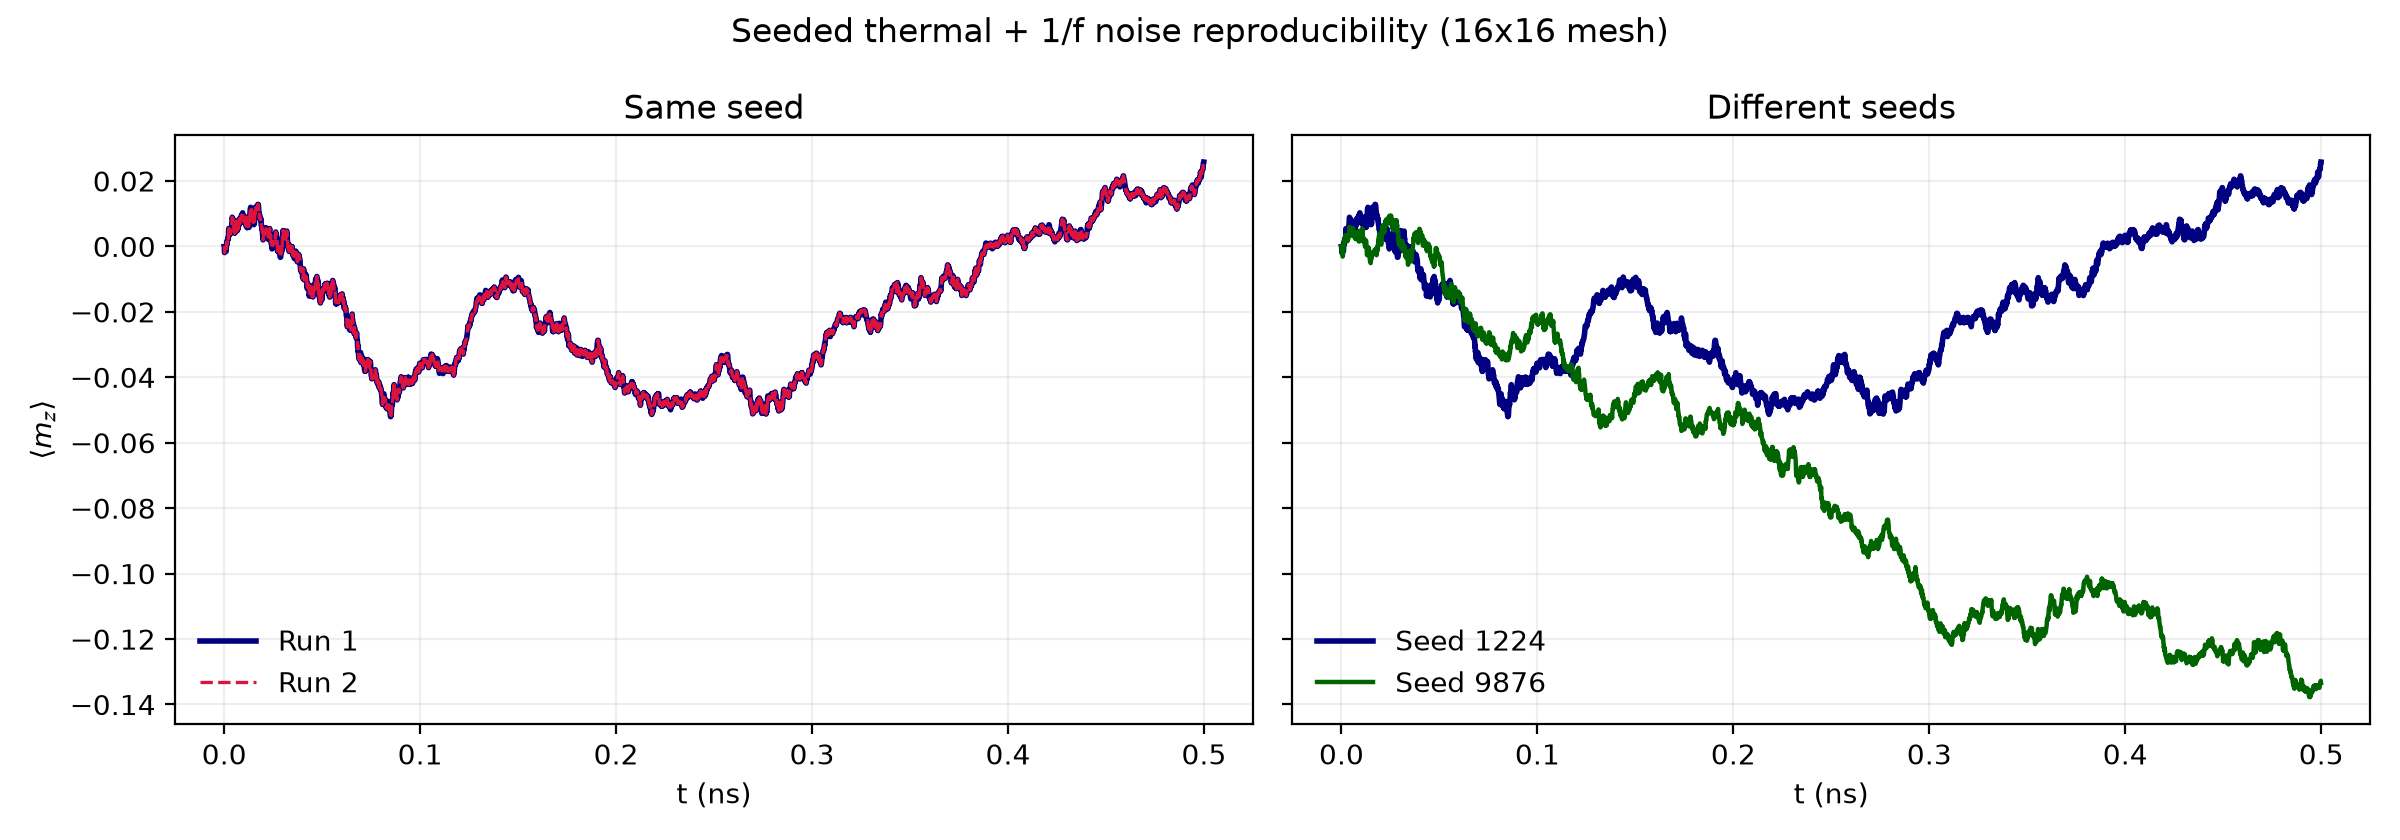 Seeded thermal + 1/f noise reproducibility (16x16 mesh)
Same seed
⟨m_z⟩
0.02
0.00
−0.02
−0.04
−0.06
−0.08
−0.10
−0.12
−0.14
Run 1
Run 2
0.0 0.1 0.2 0.3 0.4 0.5
t (ns)
Different seeds
Seed 1224
Seed 9876
0.0 0.1 0.2 0.3 0.4 0.5
t (ns)